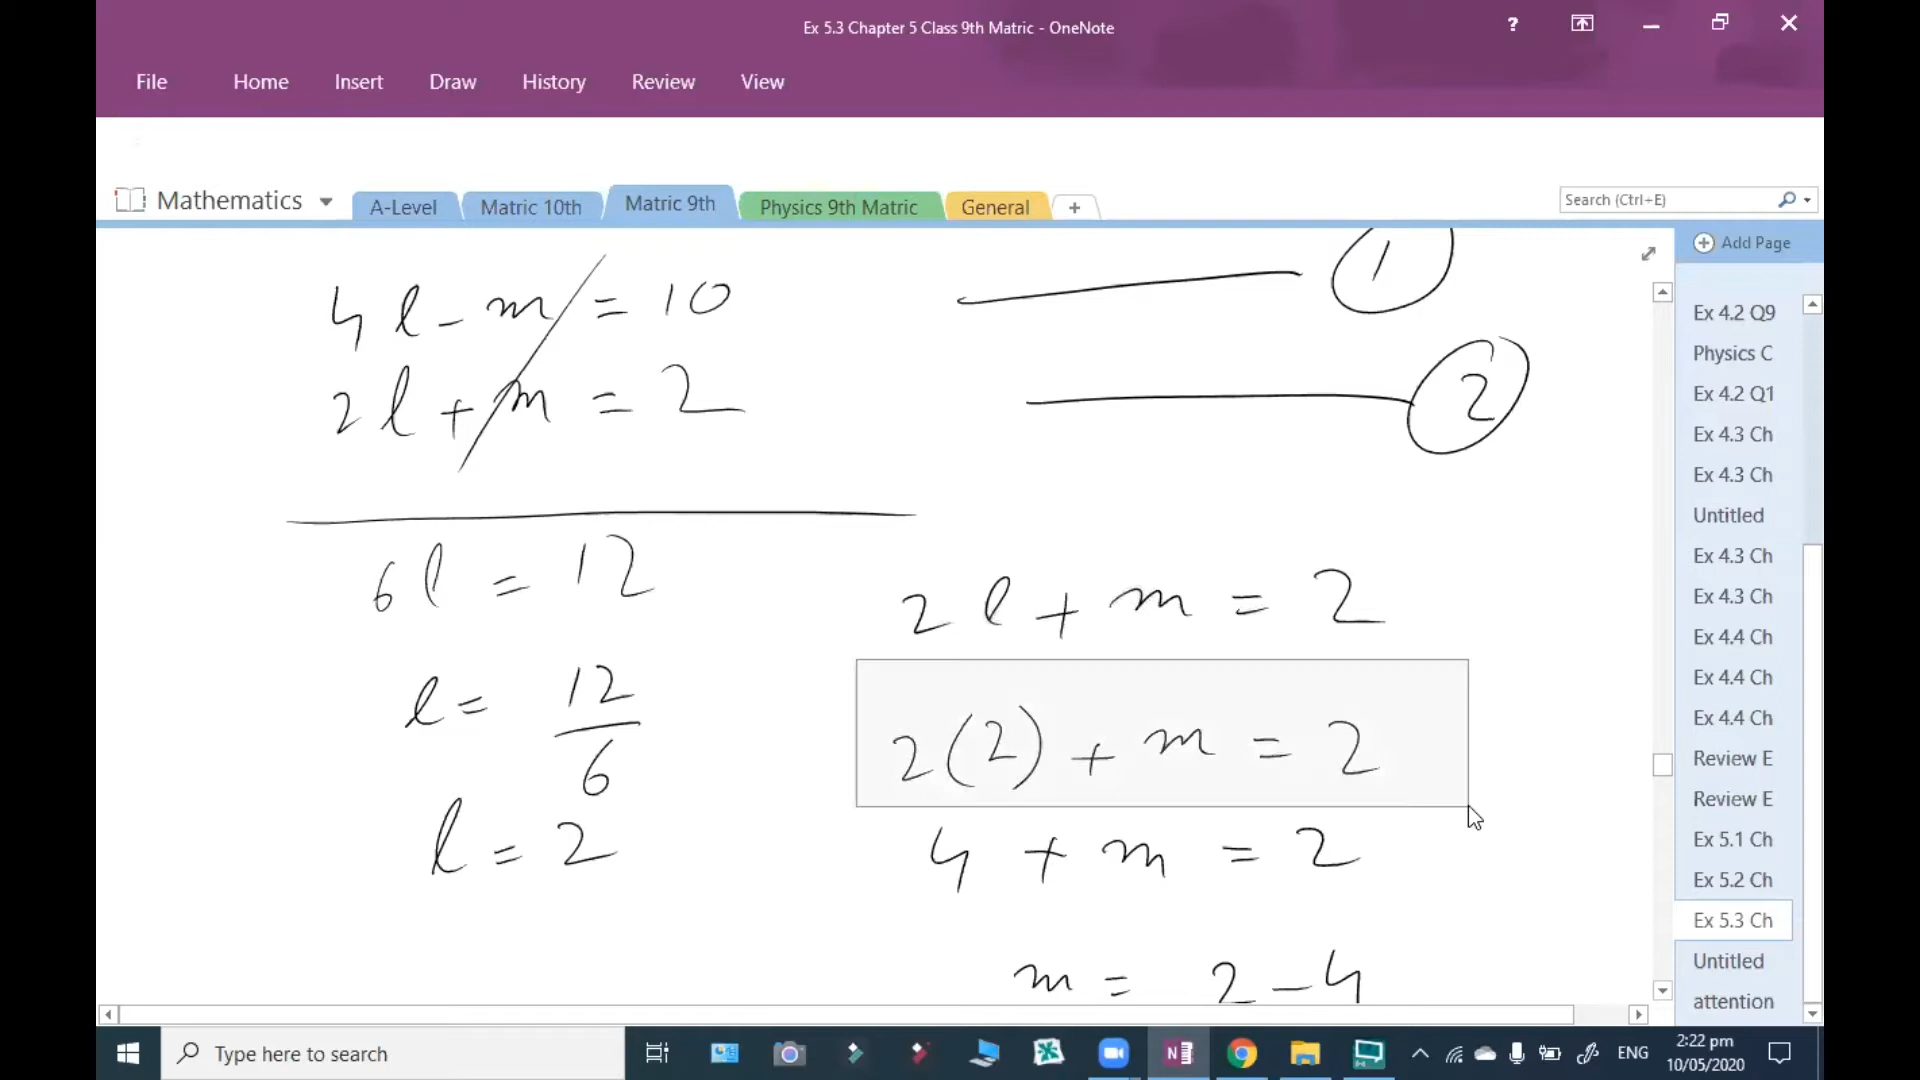 Ex 5.3 Chapter 5 Class 9th Matric - OneNote
?
File Home Insert Draw History Review View
Mathematics A-Level Matric 10th Matric 9th Physics 9th Matric General +
Search (Ctrl+E)
Add Page
4l - m = 10 1
2l + m = 2 2
6l = 12
l = 12/6
l = 2
2l + m = 2
2(2) + m = 2
4 + m = 2
m = 2 - 4
Ex 4.2 Q9
Physics C
Ex 4.2 Q1
Ex 4.3 Ch
Ex 4.3 Ch
Untitled
Ex 4.3 Ch
Ex 4.3 Ch
Ex 4.4 Ch
Ex 4.4 Ch
Ex 4.4 Ch
Review E
Review E
Ex 5.1 Ch
Ex 5.2 Ch
Ex 5.3 Ch
Untitled
attention
Type here to search
N
ENG
2:22 pm
10/05/2020